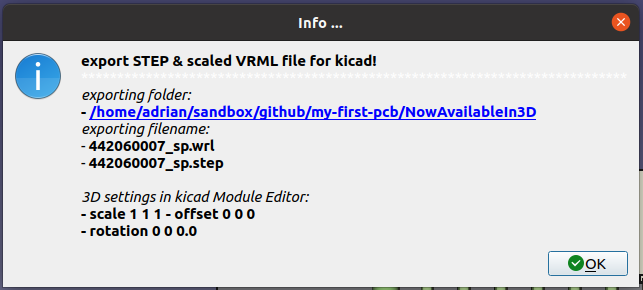 Info ...
export STEP & scaled VRML file for kicad!
********************************************************************************
exporting folder:
- /home/adrian/sandbox/github/my-first-pcb/NowAvailableIn3D
exporting filename:
- 442060007_sp.wrl
- 442060007_sp.step
3D settings in kicad Module Editor:
- scale 1 1 1 - offset 0 0 0
- rotation 0 0 0.0
OK